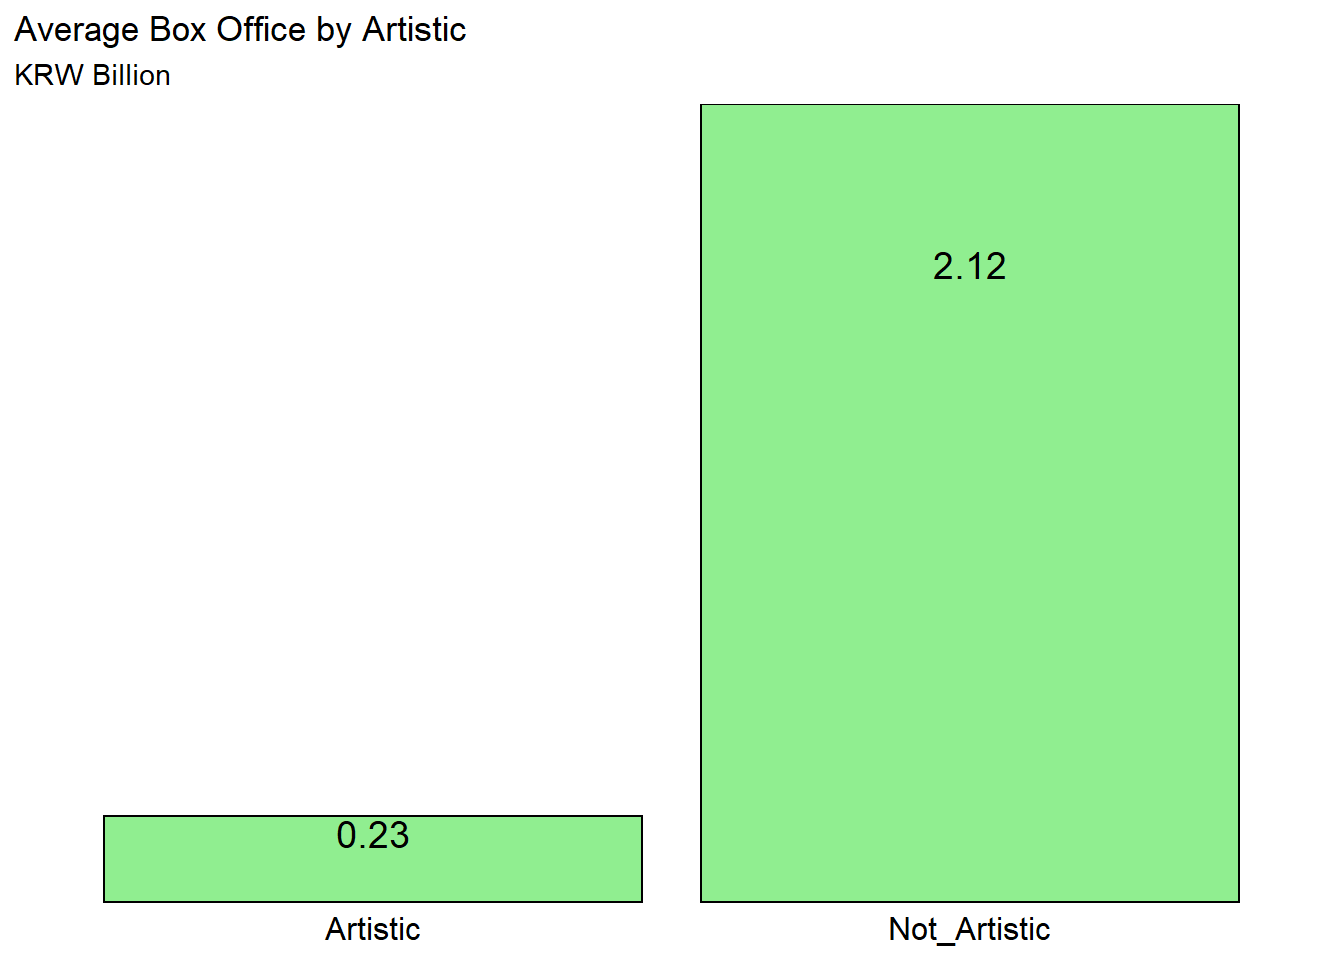 Average Box Office by Artistic
KRW Billion
2.12
0.23
Artistic
Not_Artistic